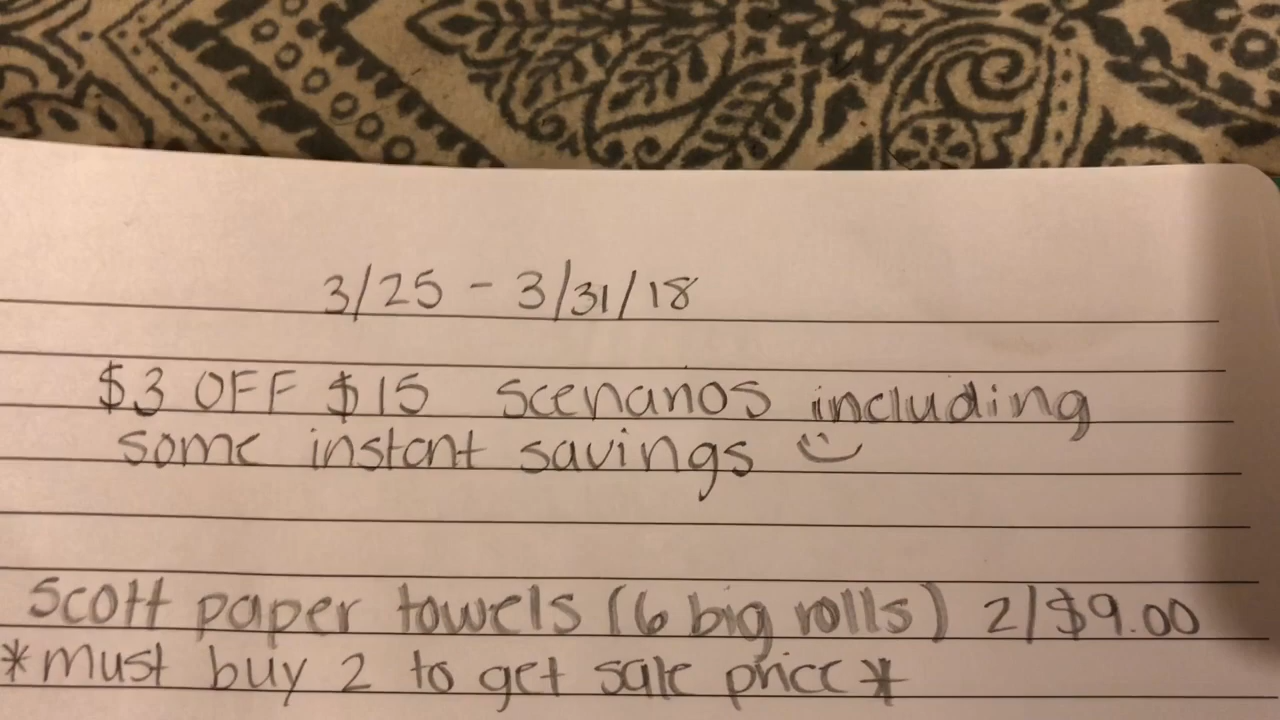 3/25 - 3/31/18
$3 OFF $15 scenarios including
some instant savings
scott paper towels (6 big rolls) 2/$9.00
*must buy 2 to get sale price*